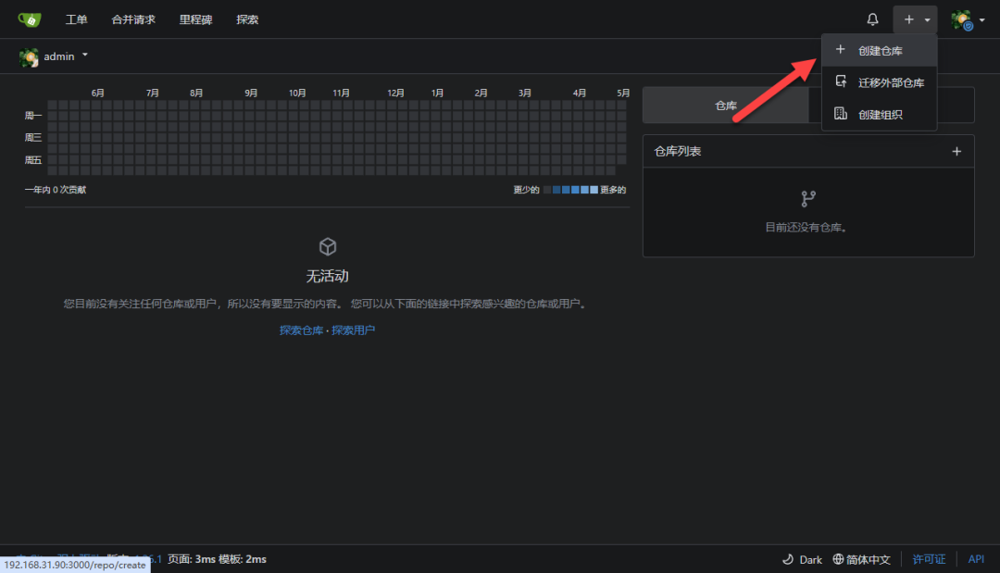 工单 合并请求 里程碑 探索
admin
创建仓库
迁移外部仓库
创建组织
6月 7月 8月 9月 10月 11月 12月 1月 2月 3月 4月 5月
周一
周三
周五
一年内 0 次贡献 更少的 更多的
仓库
仓库列表
目前还没有仓库。
无活动
您目前没有关注任何仓库或用户，所以没有要显示的内容。 您可以从下面的链接中探索感兴趣的仓库或用户。
探索仓库 · 探索用户
6.1 页面: 3ms 模板: 2ms
Dark 简体中文 许可证 API
192.168.31.90:3000/repo/create